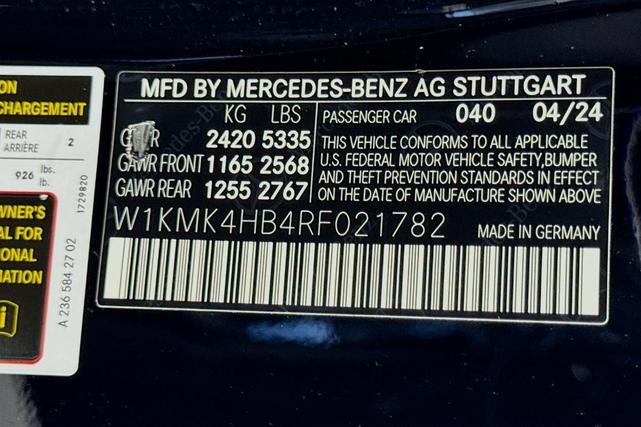 ON
CHARGEMENT
REAR
ARRIÈRE 2
926 lbs.
lb.
1729820
WNER'S
AL FOR
ONAL
MATION
i
A 236 584 27 02
MFD BY MERCEDES-BENZ AG STUTTGART
KG LBS
2420 5335
GAWR FRONT 1165 2568
GAWR REAR 1255 2767
PASSENGER CAR 040 04/24
THIS VEHICLE CONFORMS TO ALL APPLICABLE
U.S. FEDERAL MOTOR VEHICLE SAFETY, BUMPER
AND THEFT PREVENTION STANDARDS IN EFFECT
ON THE DATE OF MANUFACTURE SHOWN ABOVE
W1KMK4HB4RF021782 MADE IN GERMANY